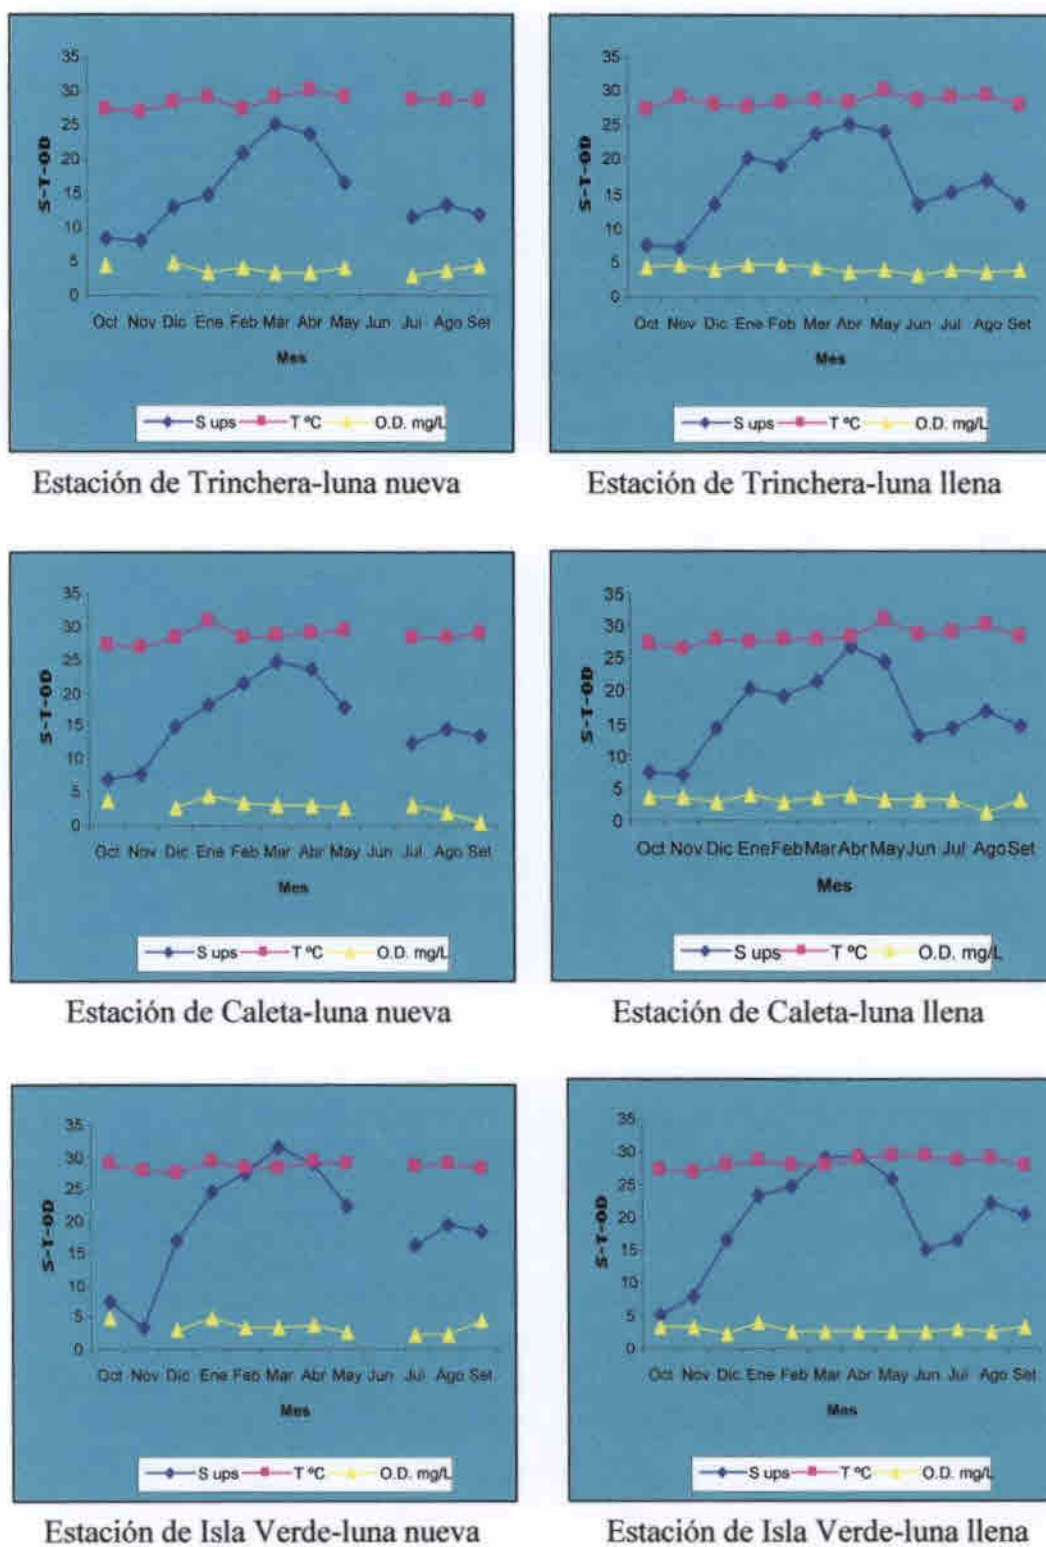 35
30
25
20
15
10
5
0
S-T-OD
Oct Nov Dic Ene Feb Mar Abr May Jun Jul Ago Set
Mes
S ups T ºC O.D. mg/L
Estación de Trinchera-luna nueva
35
30
25
20
15
10
5
0
S-T-OD
Oct Nov Dic Ene Feb Mar Abr May Jun Jul Ago Set
Mes
S ups T ºC O.D. mg/L
Estación de Trinchera-luna llena
35
30
25
20
15
10
5
0
S-T-OD
Oct Nov Dic Ene Feb Mar Abr May Jun Jul Ago Set
Mes
S ups T ºC O.D. mg/L
Estación de Caleta-luna nueva
35
30
25
20
15
10
5
0
S-T-OD
Oct Nov Dic Ene Feb Mar Abr May Jun Jul Ago Set
Mes
S ups T ºC O.D. mg/L
Estación de Caleta-luna llena
35
30
25
20
15
10
5
0
S-T-OD
Oct Nov Dic Ene Feb Mar Abr May Jun Jul Ago Set
Mes
S ups T ºC O.D. mg/L
Estación de Isla Verde-luna nueva
35
30
25
20
15
10
5
0
S-T-OD
Oct Nov Dic Ene Feb Mar Abr May Jun Jul Ago Set
Mes
S ups T ºC O.D. mg/L
Estación de Isla Verde-luna llena